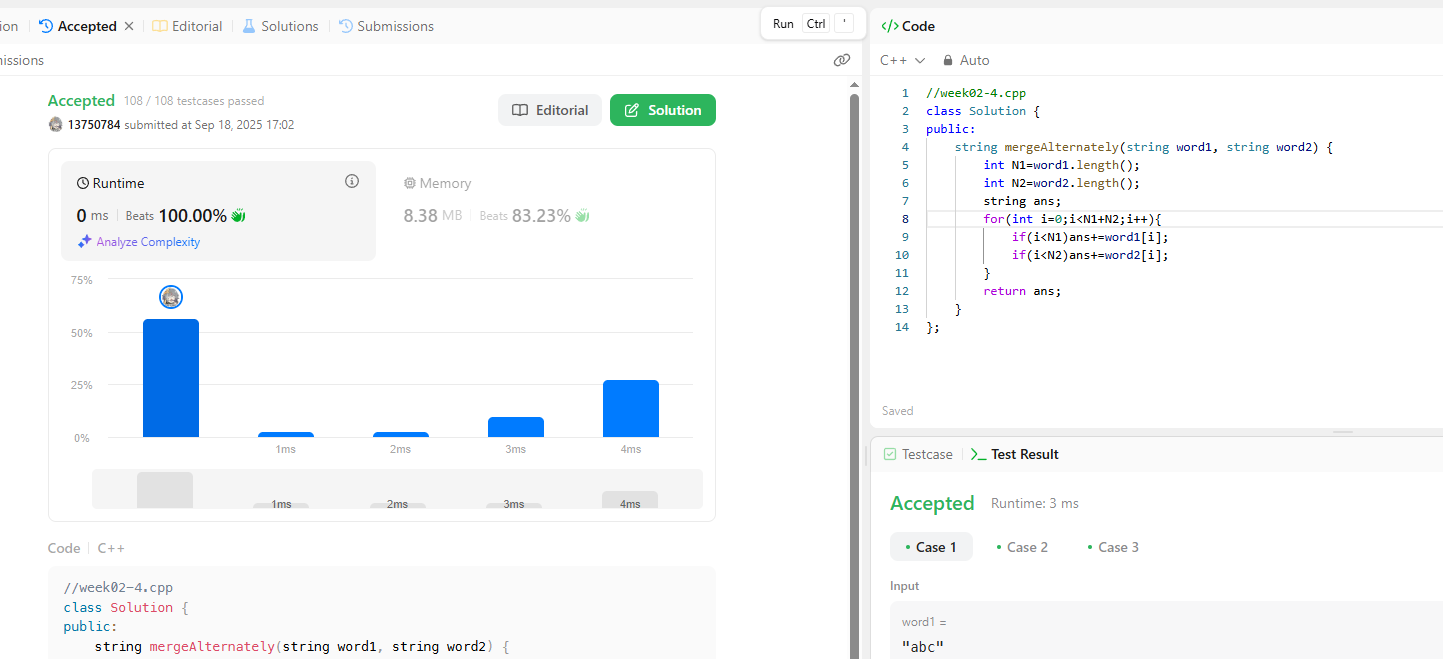 ion Accepted Editorial Solutions Submissions
missions
Accepted 108 / 108 testcases passed
13750784 submitted at Sep 18, 2025 17:02
Editorial
Solution
Runtime
0 ms Beats 100.00%
Analyze Complexity
Memory
8.38 MB Beats 83.23%
75%
50%
25%
0%
1ms 2ms 3ms 4ms
1ms 2ms 3ms 4ms
Code C++
//week02-4.cpp
class Solution {
public:
string mergeAlternately(string word1, string word2) {
Run Ctrl '
</> Code
C++ Auto
1 //week02-4.cpp
2 class Solution {
3 public:
4 string mergeAlternately(string word1, string word2) {
5 int N1=word1.length();
6 int N2=word2.length();
7 string ans;
8 for(int i=0;i<N1+N2;i++){
9 if(i<N1)ans+=word1[i];
10 if(i<N2)ans+=word2[i];
11 }
12 return ans;
13 }
14 };
Saved
Testcase >_ Test Result
Accepted Runtime: 3 ms
• Case 1 • Case 2 • Case 3
Input
word1 =
"abc"